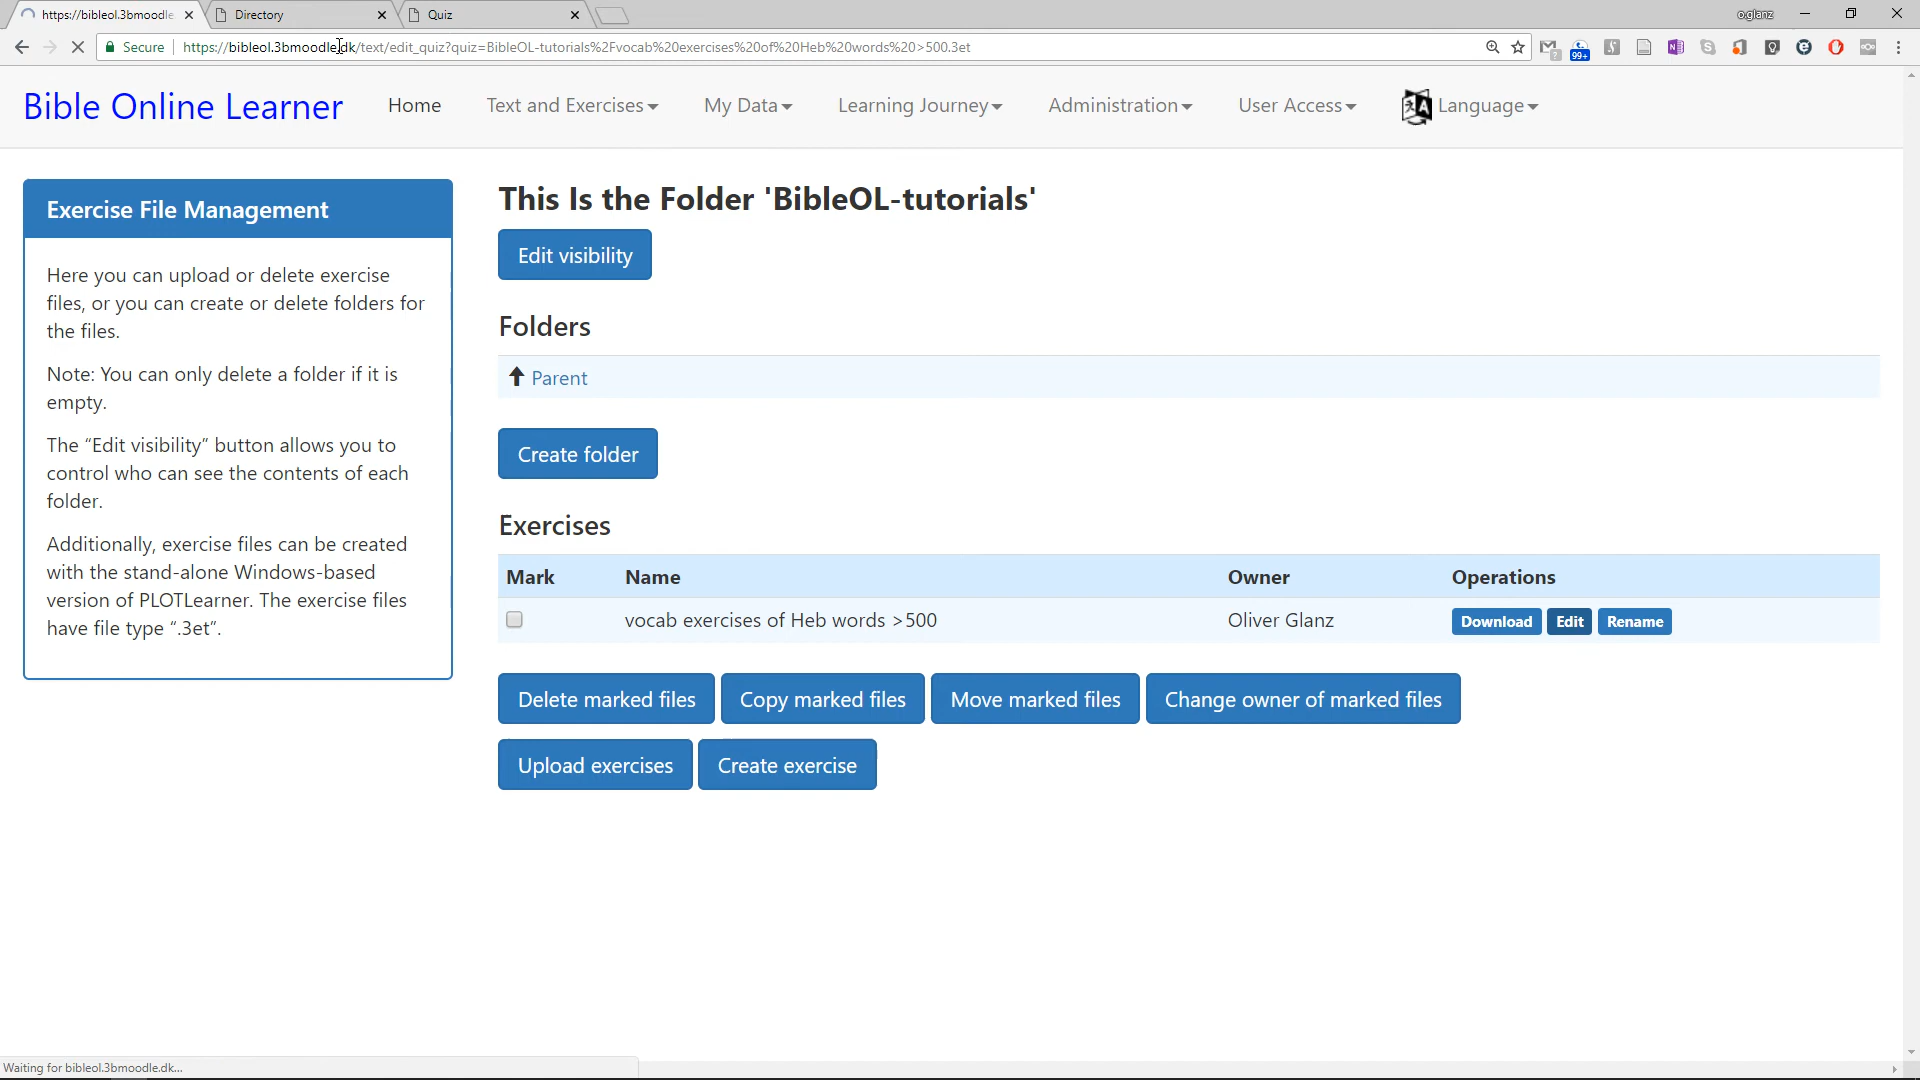 https://bibleol.3bmoodle.
Directory
Quiz
o.glanz
Secure
https://bibleol.3bmoodle.dk/text/edit_quiz?quiz=BibleOL-tutorials%2Fvocab%20exercises%20of%20Heb%20words%20>500.3et
99+
Bible Online Learner
Home
Text and Exercises
My Data
Learning Journey
Administration
User Access
Language
Exercise File Management
Here you can upload or delete exercise
files, or you can create or delete folders for
the files.
Note: You can only delete a folder if it is
empty.
The “Edit visibility” button allows you to
control who can see the contents of each
folder.
Additionally, exercise files can be created
with the stand-alone Windows-based
version of PLOTLearner. The exercise files
have file type “.3et”.
This Is the Folder 'BibleOL-tutorials'
Edit visibility
Folders
Parent
Create folder
Exercises
Mark Name Owner Operations
vocab exercises of Heb words >500 Oliver Glanz Download Edit Rename
Delete marked files Copy marked files Move marked files Change owner of marked files
Upload exercises Create exercise
Waiting for bibleol.3bmoodle.dk...